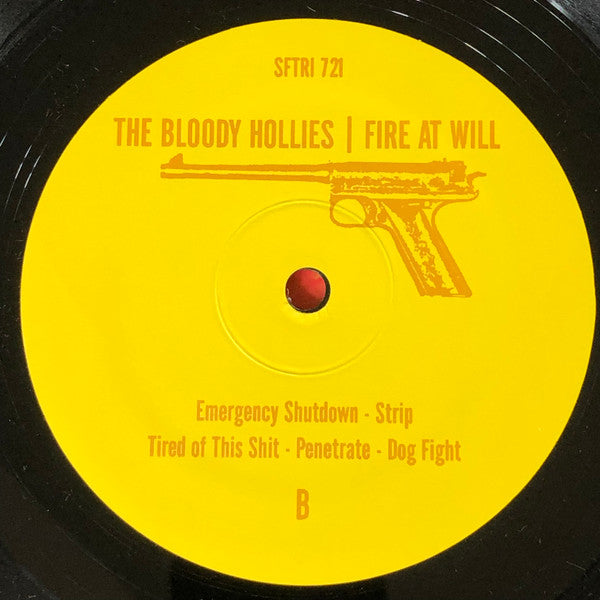 SFTRI 721
THE BLOODY HOLLIES | FIRE AT WILL
Emergency Shutdown - Strip
Tired of This Shit - Penetrate - Dog Fight
B